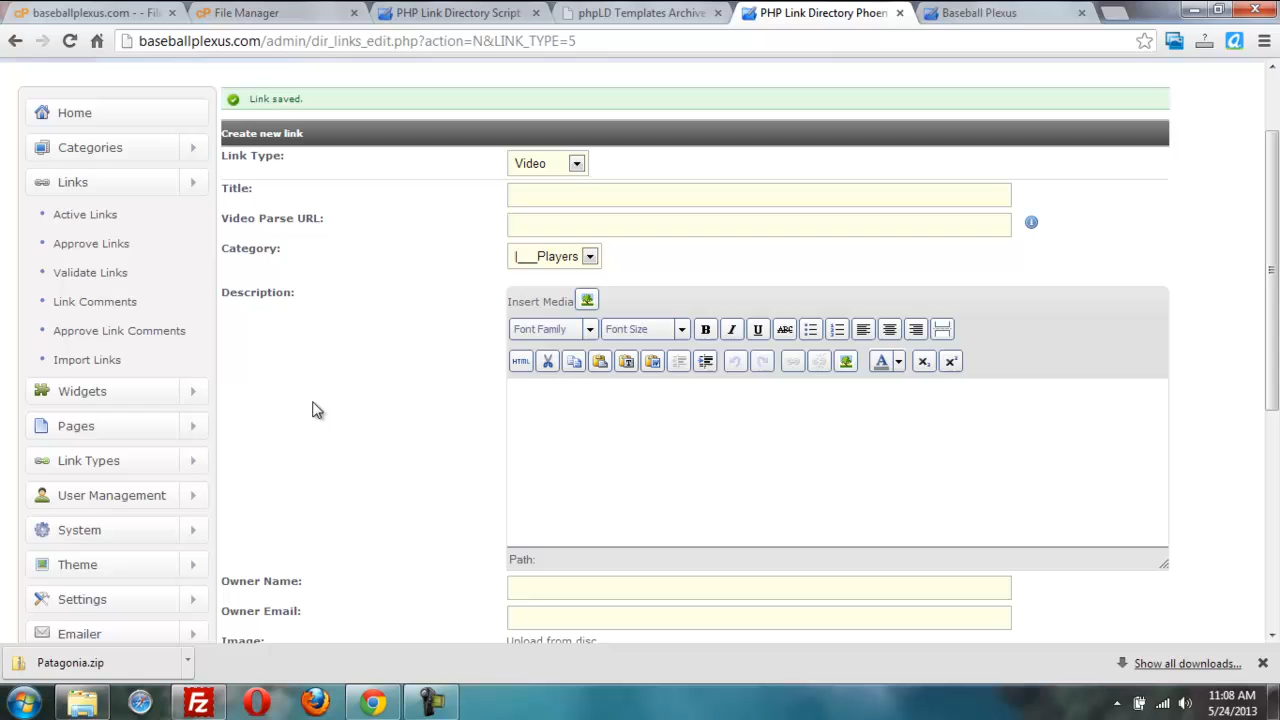 baseballplexus.com - - Fil
File Manager
PHP Link Directory Script
phpLD Templates Archive
PHP Link Directory Phoen
Baseball Plexus
baseballplexus.com/admin/dir_links_edit.php?action=N&LINK_TYPE=5
Link saved.
Create new link
Home
Categories
Links
Active Links
Approve Links
Validate Links
Link Comments
Approve Link Comments
Import Links
Widgets
Pages
Link Types
User Management
System
Theme
Settings
Emailer
Link Type:
Video
Title:
Video Parse URL:
Category:
|___Players
Description:
Insert Media
Font Family
Font Size
B I U ABC
HTML
A
Path:
Owner Name:
Owner Email:
Image:
Upload from disc
Patagonia.zip
Show all downloads...
11:08 AM
5/24/2013